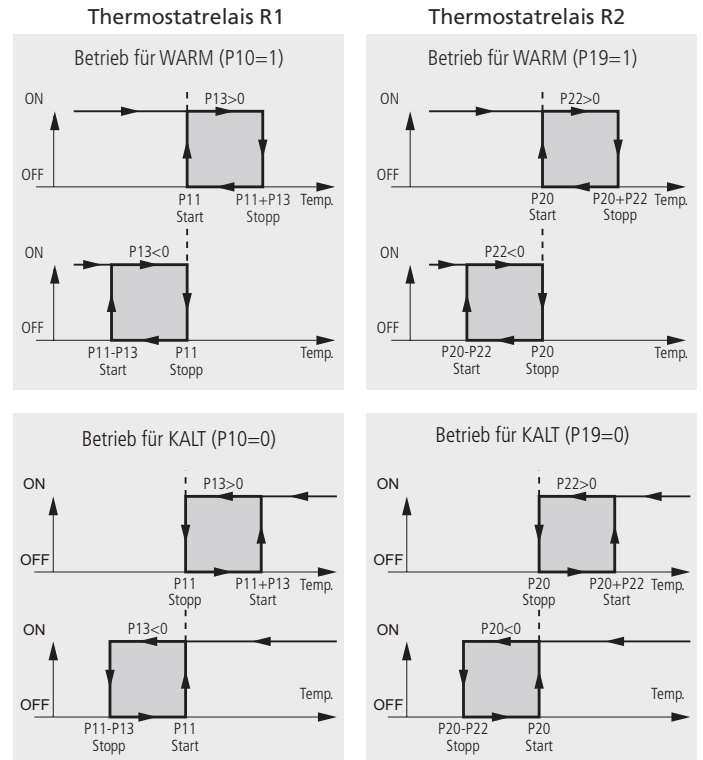 Thermostatrelais R1
Betrieb für WARM (P10=1)
ON
P13>0
OFF
P11 P11+P13 Temp.
Start Stopp
ON
P13<0
OFF
P11-P13 P11 Temp.
Start Stopp
Thermostatrelais R2
Betrieb für WARM (P19=1)
ON
P22>0
OFF
P20 P20+P22 Temp.
Start Stopp
ON
P22<0
OFF
P20-P22 P20 Temp.
Start Stopp
Betrieb für KALT (P10=0)
ON
P13>0
OFF
P11 P11+P13 Temp.
Stopp Start
ON
P13<0
Temp.
OFF
P11-P13 P11
Stopp Start
Betrieb für KALT (P19=0)
ON
P22>0
OFF
P20 P20+P22 Temp.
Stopp Start
ON
P20<0
Temp.
OFF
P20-P22 P20
Stopp Start